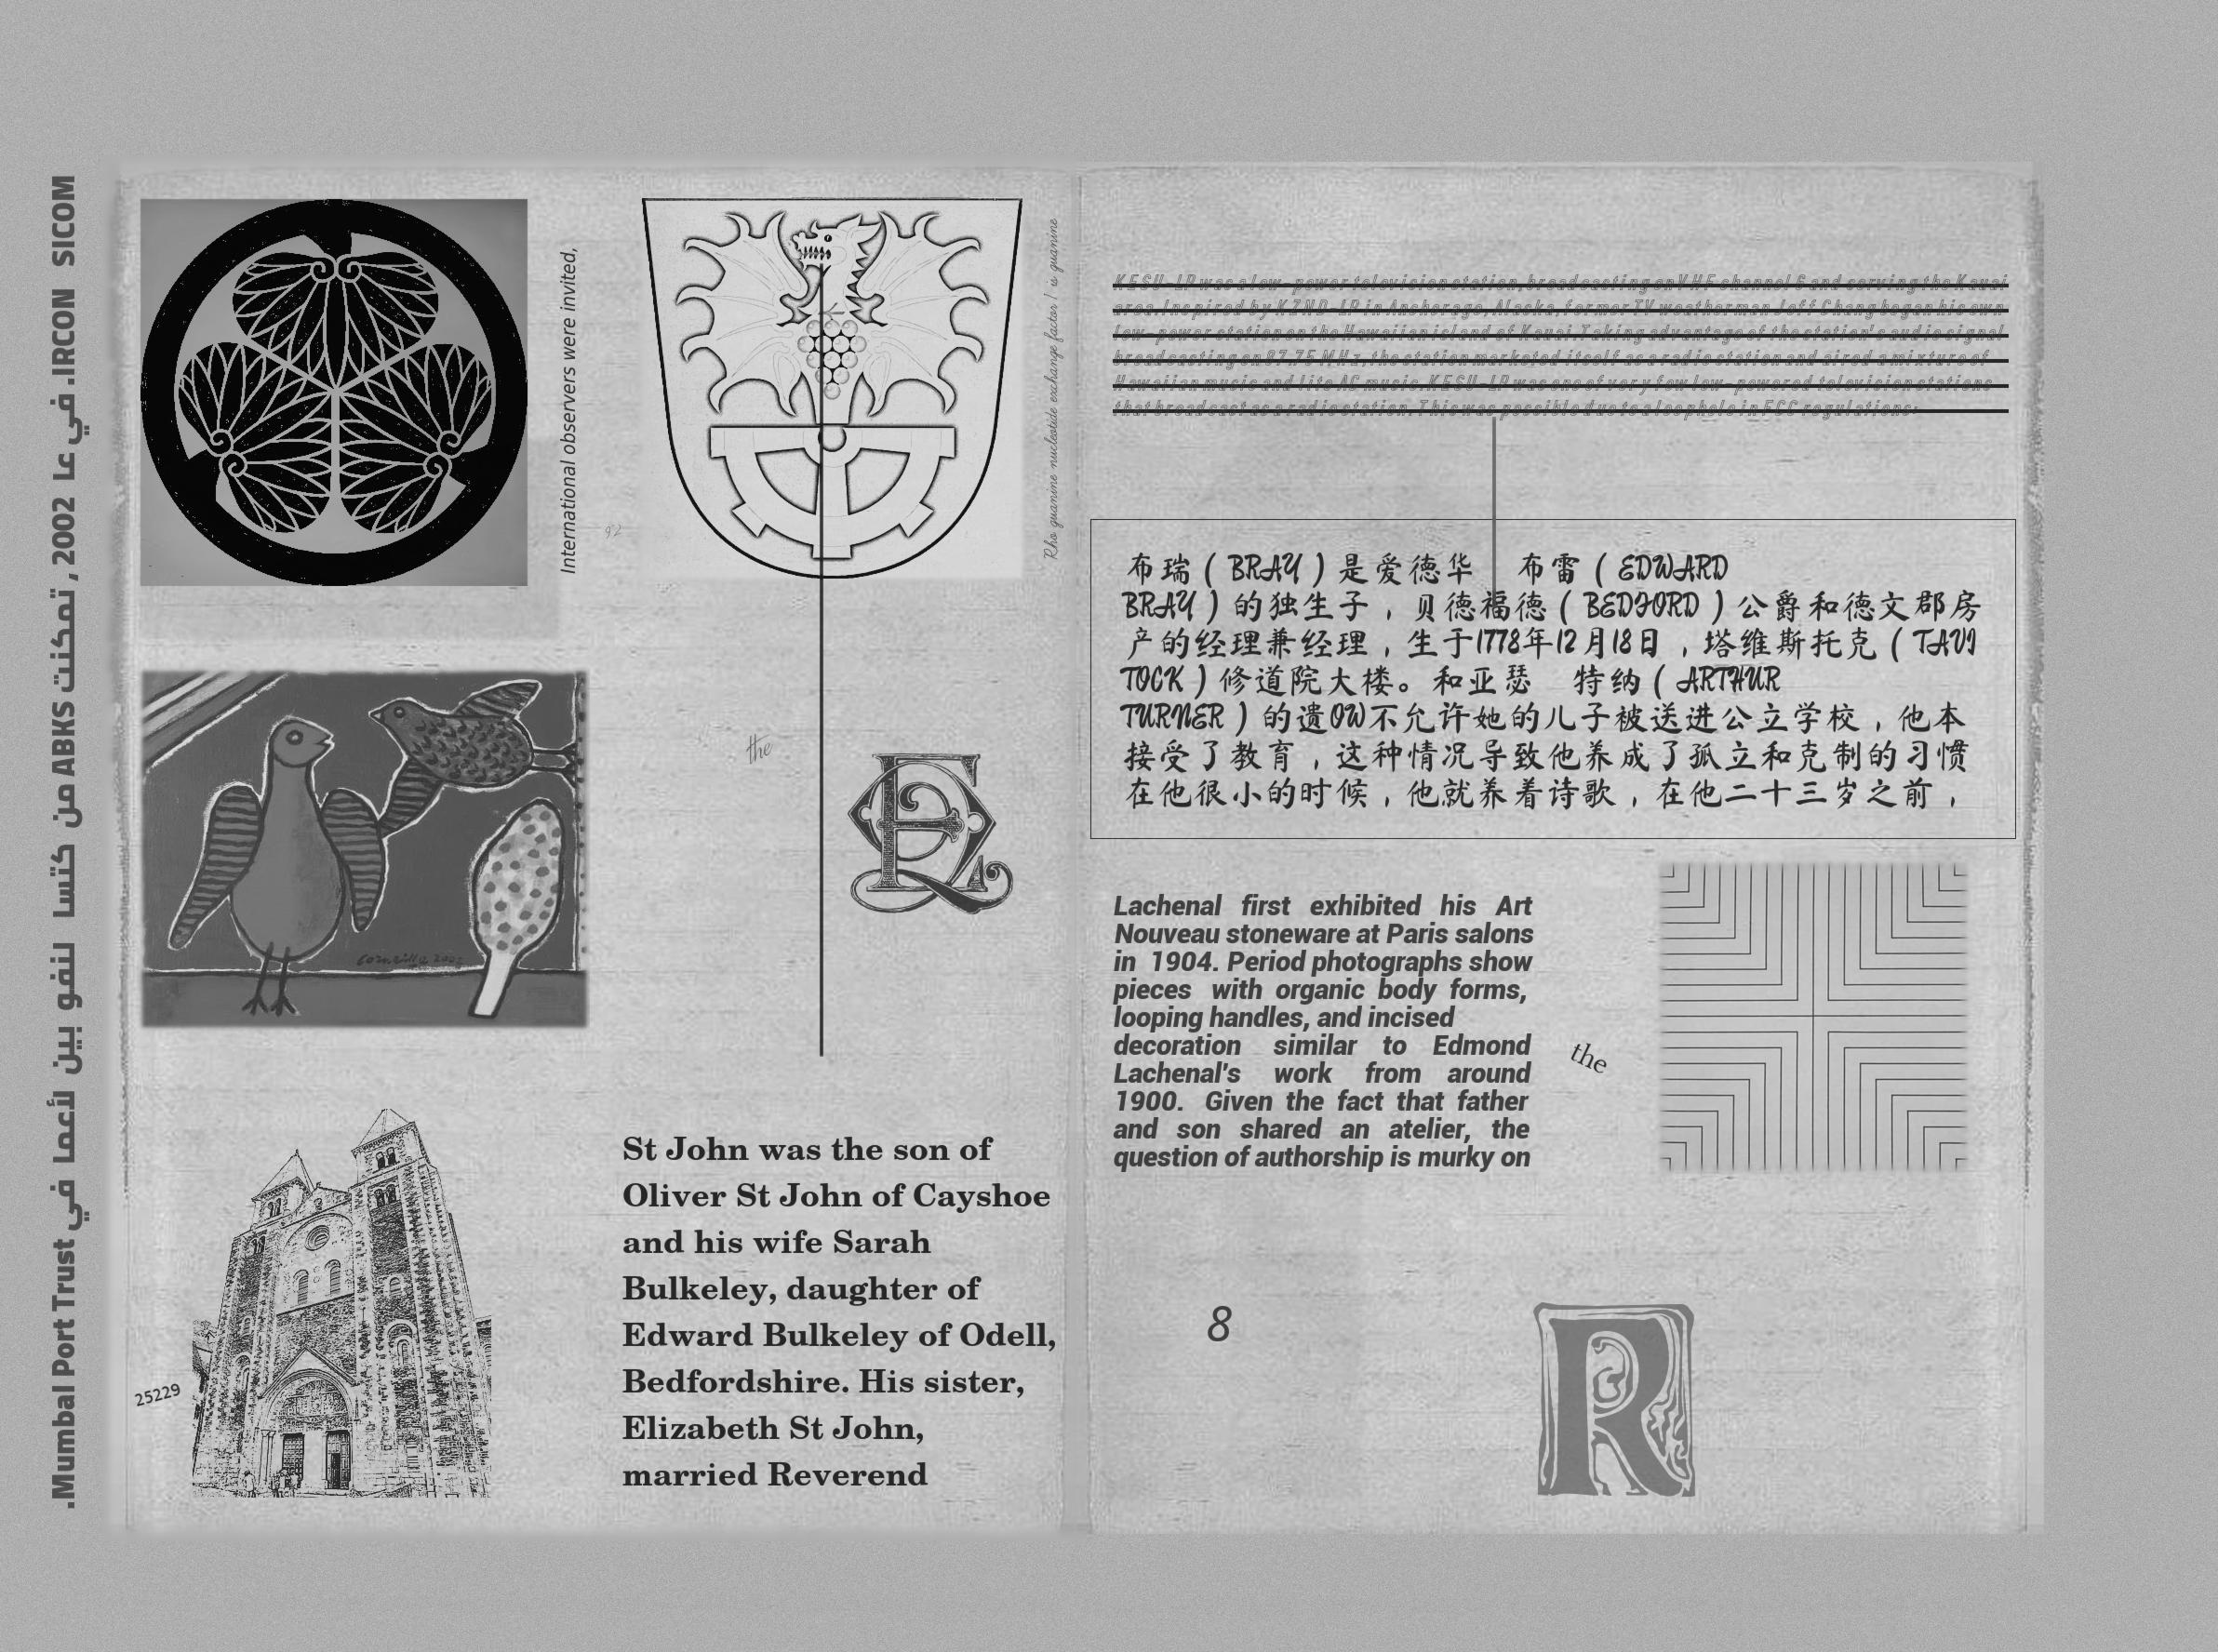 SICOM IRCON. في عا 2002, تمكنت ABKS من كتسا لنفو بين لأعما في Mumbal Port Trust.
International observers were invited,
92
Rho guanine nucleotide exchange factor 1 is guanine
the
Cornzilla 2002
25229
St John was the son of
Oliver St John of Cayshoe
and his wife Sarah
Bulkeley, daughter of
Edward Bulkeley of Odell,
Bedfordshire. His sister,
Elizabeth St John,
married Reverend
KESU-LP was a low-power television station, broadcasting on VHF channel 6 and serving the Kauai
area. Inspired by KZND-LP in Anchorage, Alaska, former TV weatherman Jeff Chang began his own
low-power station on the Hawaiian island of Kauai. Taking advantage of the station's audio signal
broadcasting on 87.75 MHz, the station marketed itself as a radio station and aired a mixture of
Hawaiian music and Lite AC music. KESU-LP was one of very few low-powered television stations
that broadcast as a radio station. This was possible due to a loophole in FCC regulations:
布瑞(BRAY)是爱德华 布雷(EDWARD
BRAY)的独生子,贝德福德(BEDFORD)公爵和德文郡房
产的经理兼经理,生于1778年12月18日,塔维斯托克(TAVI
TOCK)修道院大楼。和亚瑟 特纳(ARTHUR
TURNER)的遗OW不允许她的儿子被送进公立学校,他本
接受了教育,这种情况导致他养成了孤立和克制的习惯
在他很小的时候,他就养着诗歌,在他二十三岁之前,
Lachenal first exhibited his Art
Nouveau stoneware at Paris salons
in 1904. Period photographs show
pieces with organic body forms,
looping handles, and incised
decoration similar to Edmond
Lachenal's work from around
1900. Given the fact that father
and son shared an atelier, the
question of authorship is murky on
the
8
R